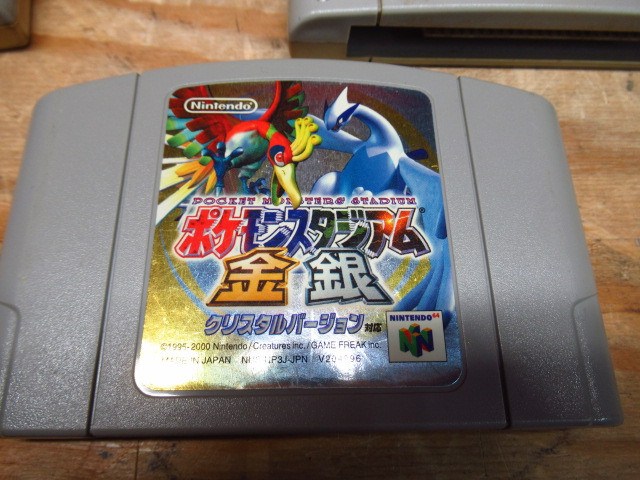 Nintendo
POCKET MONSTERS STADIUM
ポケモンスタジアム
金 銀
クリスタルバージョン対応
NINTENDO 64
©1995-2000 Nintendo/Creatures inc./GAME FREAK inc.
MADE IN JAPAN